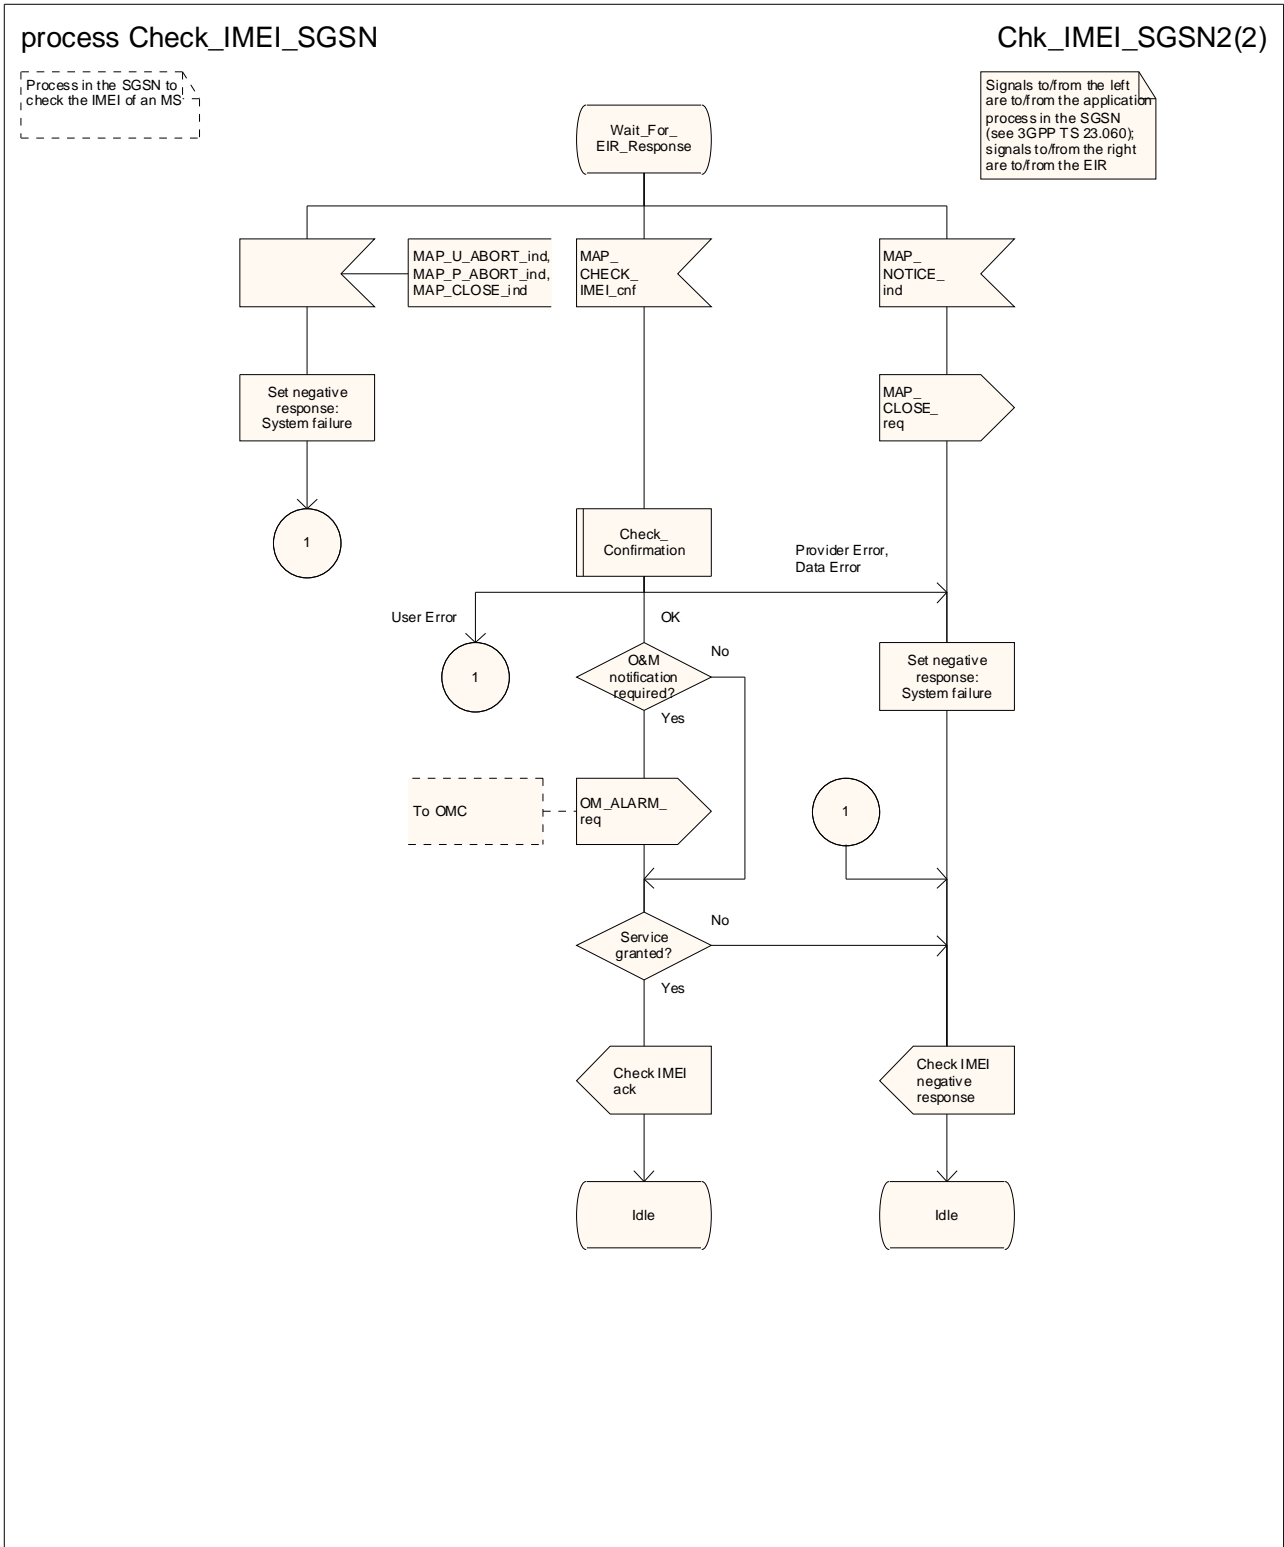 process Check_IMEI_SGSN
Chk_IMEI_SGSN2(2)
Process in the SGSN to
check the IMEI of an MS
Signals to/from the left
are to/from the application
process in the SGSN
(see 3GPP TS 23.060);
signals to/from the right
are to/from the EIR
Wait_For_
EIR_Response
MAP_U_ABORT_ind,
MAP_P_ABORT_ind,
MAP_CLOSE_ind
MAP_
CHECK_
IMEI_cnf
MAP_
NOTICE_
ind
Set negative
response:
System failure
MAP_
CLOSE_
req
1
Check_
Confirmation
Provider Error,
Data Error
User Error
OK
1
O&M
notification
required?
No
Yes
Set negative
response:
System failure
To OMC
OM_ALARM_
req
1
Service
granted?
No
Yes
Check IMEI
ack
Check IMEI
negative
response
Idle
Idle